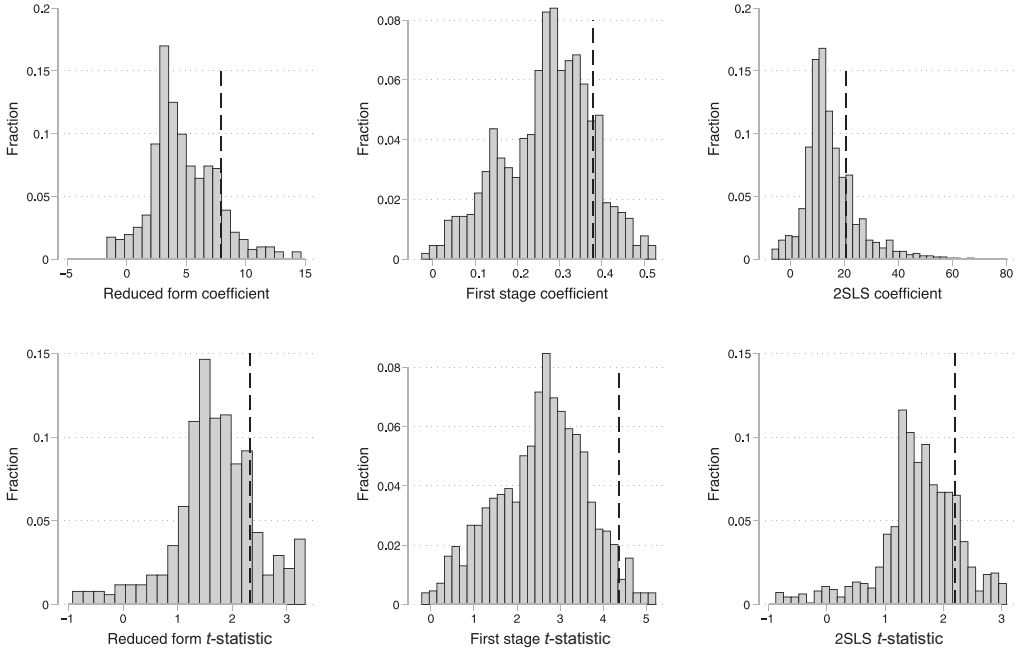 0.2
0.15
0.1
0.05
0
Fraction
−5 0 5 10 15
Reduced form coefficient
0.08
0.06
0.04
0.02
0
Fraction
0 0.1 0.2 0.3 0.4 0.5
First stage coefficient
0.2
0.15
0.1
0.05
0
Fraction
0 20 40 60 80
2SLS coefficient
0.15
0.1
0.05
0
Fraction
−1 0 1 2 3
Reduced form t-statistic
0.08
0.06
0.04
0.02
0
Fraction
0 1 2 3 4 5
First stage t-statistic
0.15
0.1
0.05
0
Fraction
−1 0 1 2 3
2SLS t-statistic